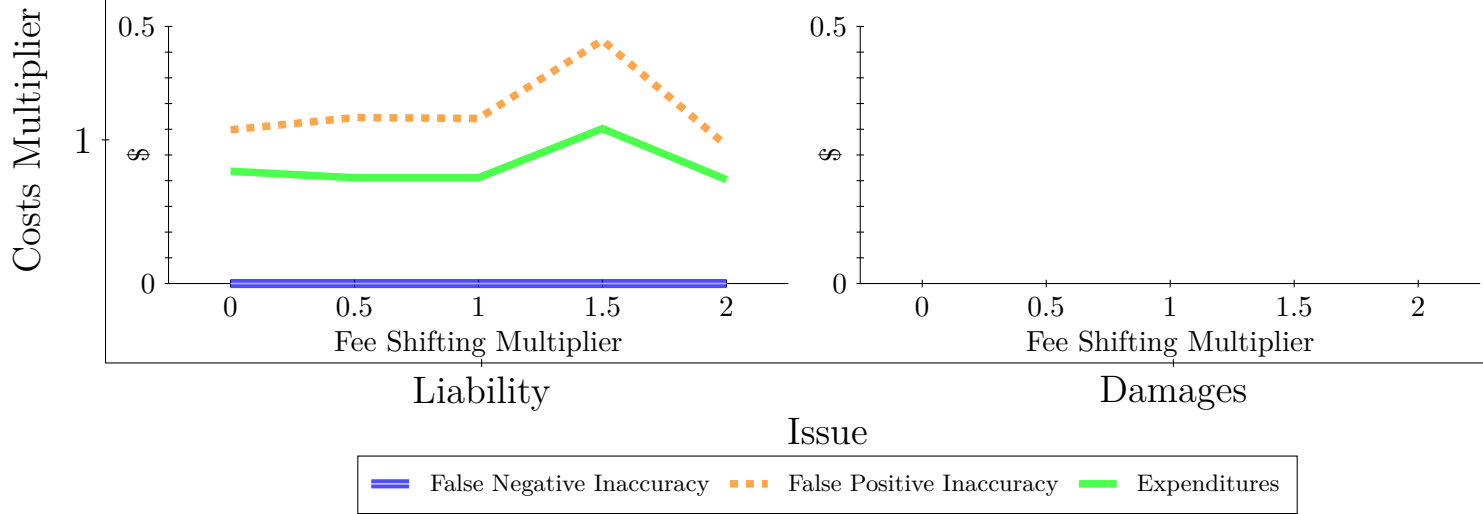 Costs Multiplier
1
0.5
$
0
0 0.5 1 1.5 2
Fee Shifting Multiplier
0.5
$
0
0 0.5 1 1.5 2
Fee Shifting Multiplier
Liability
Damages
Issue
False Negative Inaccuracy False Positive Inaccuracy Expenditures